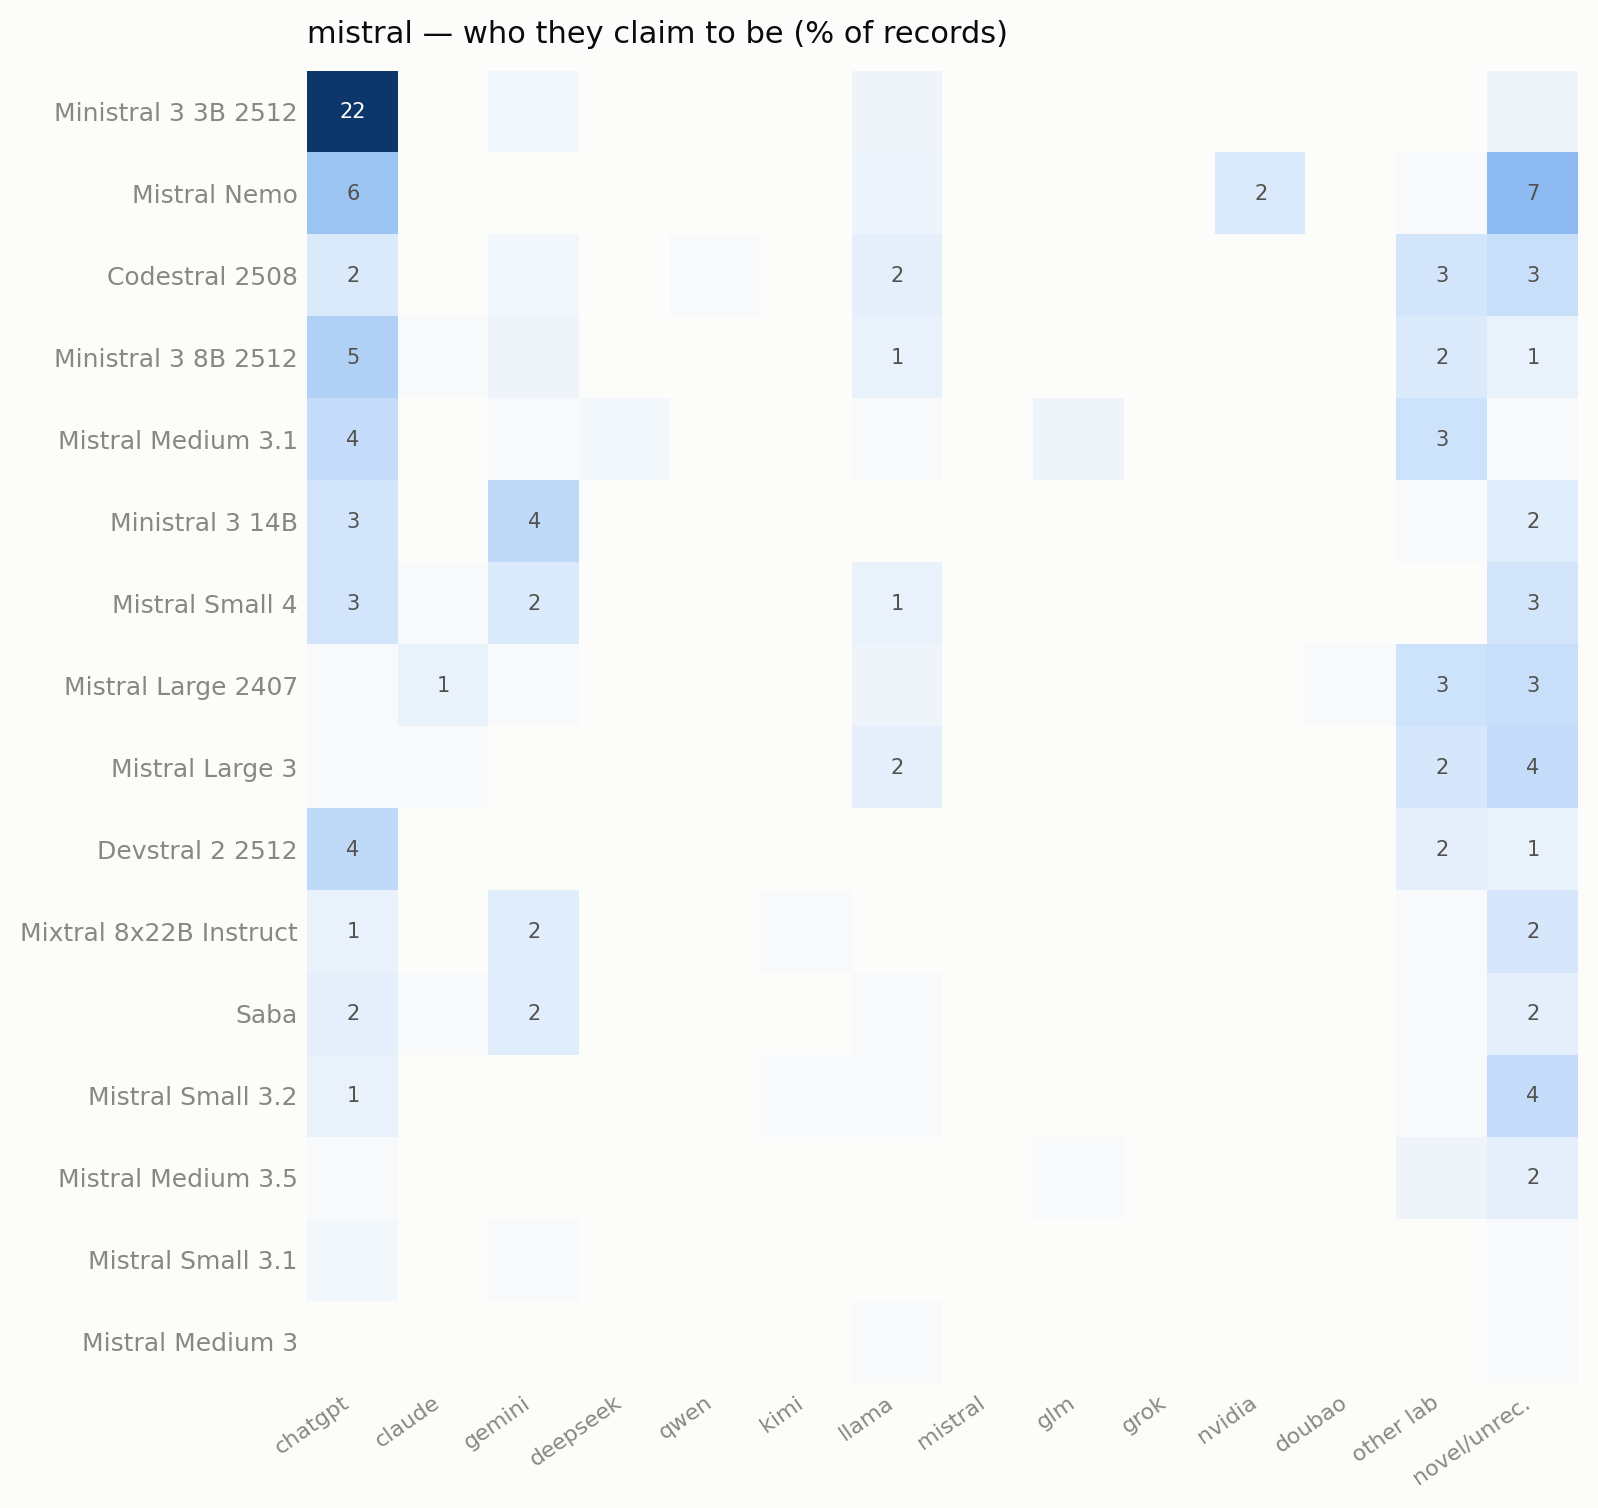 mistral — who they claim to be (% of records)
Ministral 3 3B 2512 22
Mistral Nemo 6 2 7
Codestral 2508 2 2 3 3
Ministral 3 8B 2512 5 1 2 1
Mistral Medium 3.1 4 3
Ministral 3 14B 3 4 2
Mistral Small 4 3 2 1 3
Mistral Large 2407 1 3 3
Mistral Large 3 2 2 4
Devstral 2 2512 4 2 1
Mixtral 8x22B Instruct 1 2 2
Saba 2 2 2
Mistral Small 3.2 1 4
Mistral Medium 3.5 2
Mistral Small 3.1
Mistral Medium 3
chatgpt claude gemini deepseek qwen kimi llama mistral glm grok nvidia doubao other lab novel/unrec.